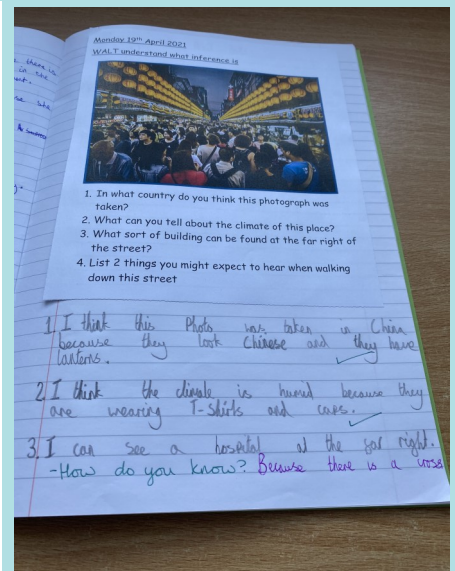 Monday 19th April 2021
WALT understand what inference is
1. In what country do you think this photograph was
taken?
2. What can you tell about the climate of this place?
3. What sort of building can be found at the far right of
the street?
4. List 2 things you might expect to hear when walking
down this street
there is
in the
1. I think this Photo was taken in China
because they look Chinese and they have
lanterns.
2. I think the climate is humid because they
are wearing T-shirts and caps.
3. I can see a hospital at the far right.
-How do you know? Because there is a cross